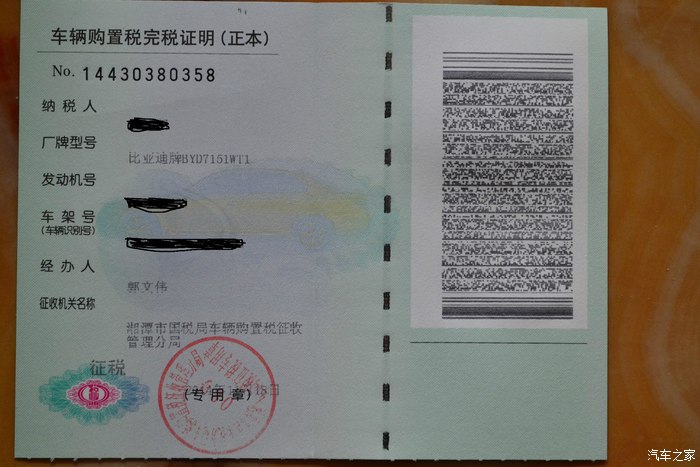 车辆购置税完税证明(正本)
No. 14430380358
纳税人
厂牌型号
比亚迪牌BYD7151WT1
发动机号
车架号
(车辆识别号)
经办人
郭文伟
征收机关名称
湘潭市国税局车辆购置税征收
管理分局
征税
(专用章)
汽车之家